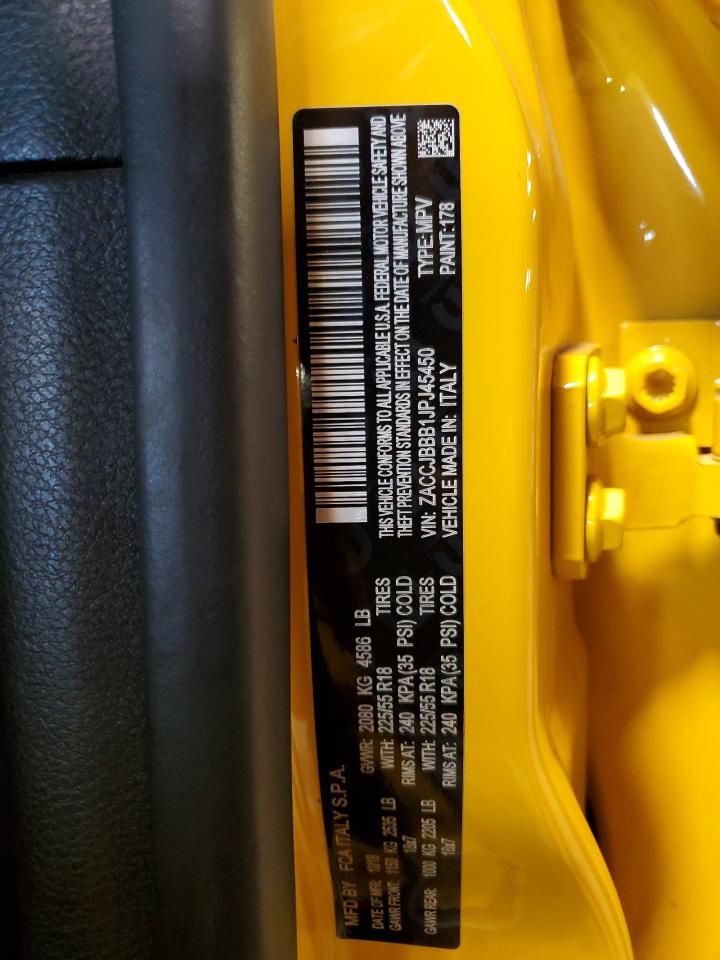 MFD BY FCA ITALY S.P.A.
DATE OF MFR: 10/18 GVWR: 2080 KG 4586 LB
GAWR FRONT: 1150 KG 2535 LB WITH: 225/55 R18 TIRES
18x7 RIMS AT: 240 KPA(35 PSI) COLD
GAWR REAR: 1000 KG 2205 LB WITH: 225/55 R18 TIRES
18x7 RIMS AT: 240 KPA(35 PSI) COLD
THIS VEHICLE CONFORMS TO ALL APPLICABLE U.S.A. FEDERAL MOTOR VEHICLE SAFETY AND
THEFT PREVENTION STANDARDS IN EFFECT ON THE DATE OF MANUFACTURE SHOWN ABOVE
VIN: ZACCJBBB1JPJ45450 TYPE:MPV
VEHICLE MADE IN: ITALY PAINT:178